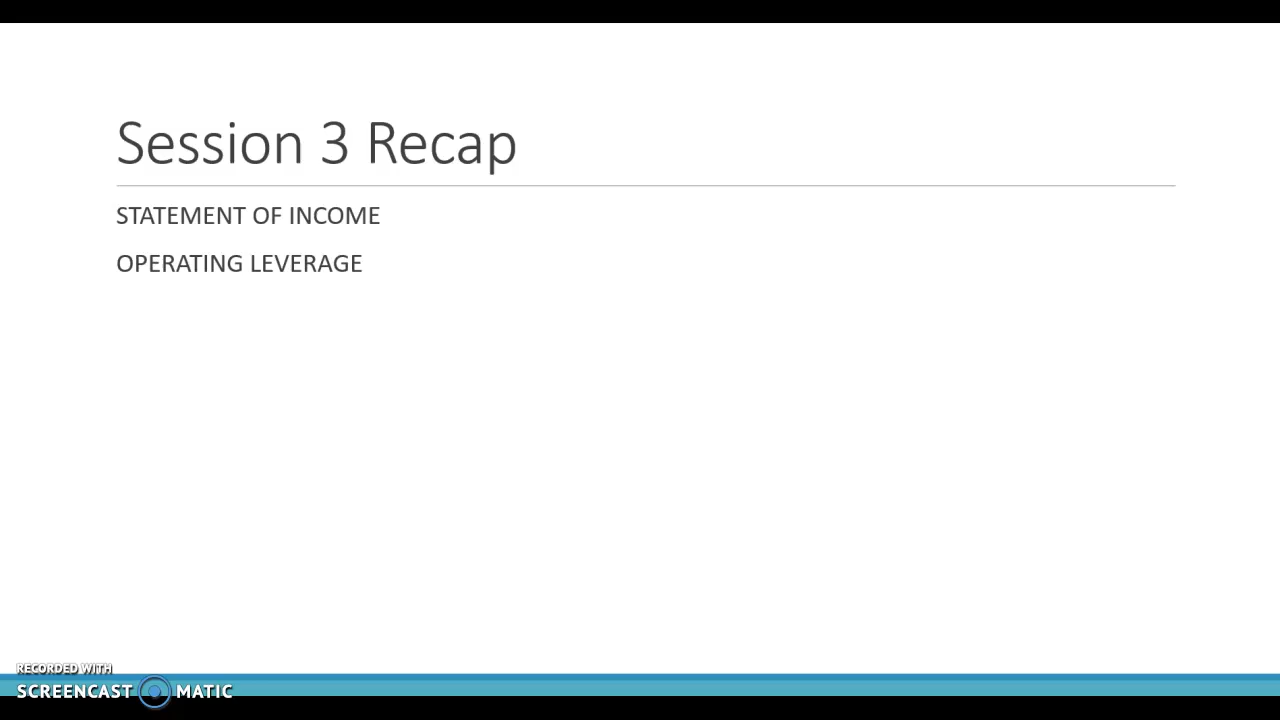 Session 3 Recap
STATEMENT OF INCOME
OPERATING LEVERAGE
RECORDED WITH
SCREENCAST MATIC